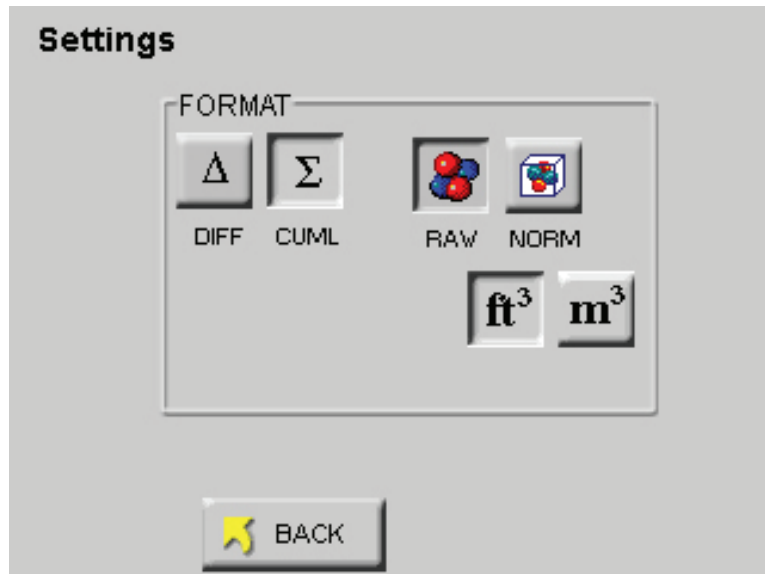 Settings
FORMAT
Δ Σ
DIFF CUML RAW NORM
ft³ m³
BACK